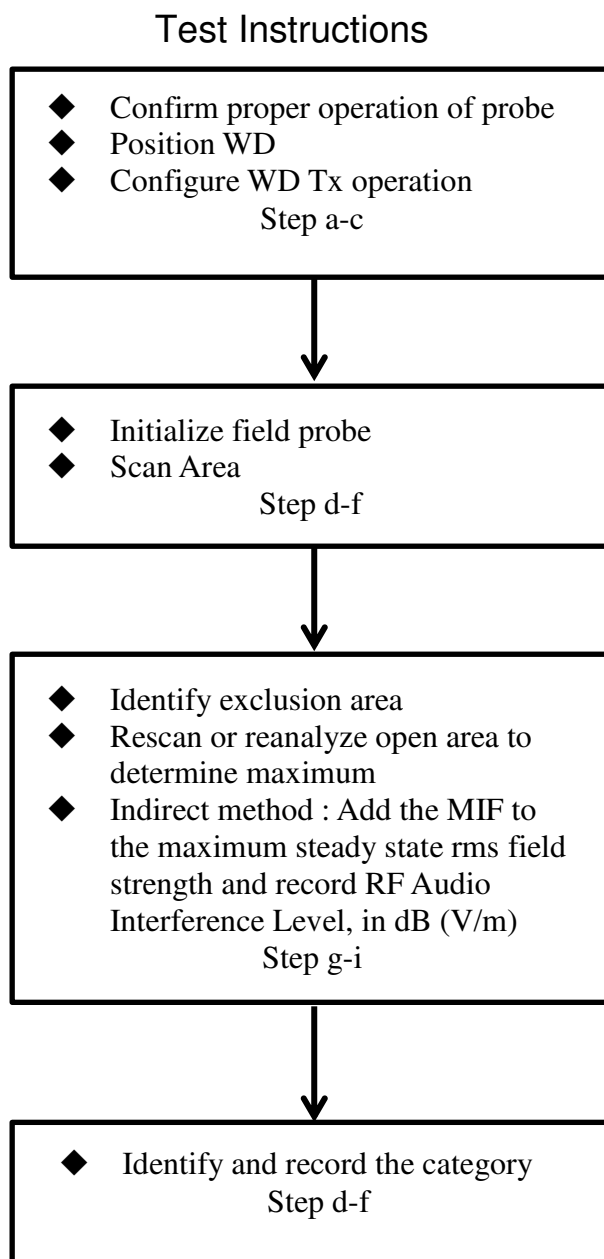 Test Instructions
◆ Confirm proper operation of probe
◆ Position WD
◆ Configure WD Tx operation
Step a-c
◆ Initialize field probe
◆ Scan Area
Step d-f
◆ Identify exclusion area
◆ Rescan or reanalyze open area to
determine maximum
◆ Indirect method : Add the MIF to
the maximum steady state rms field
strength and record RF Audio
Interference Level, in dB (V/m)
Step g-i
◆ Identify and record the category
Step d-f